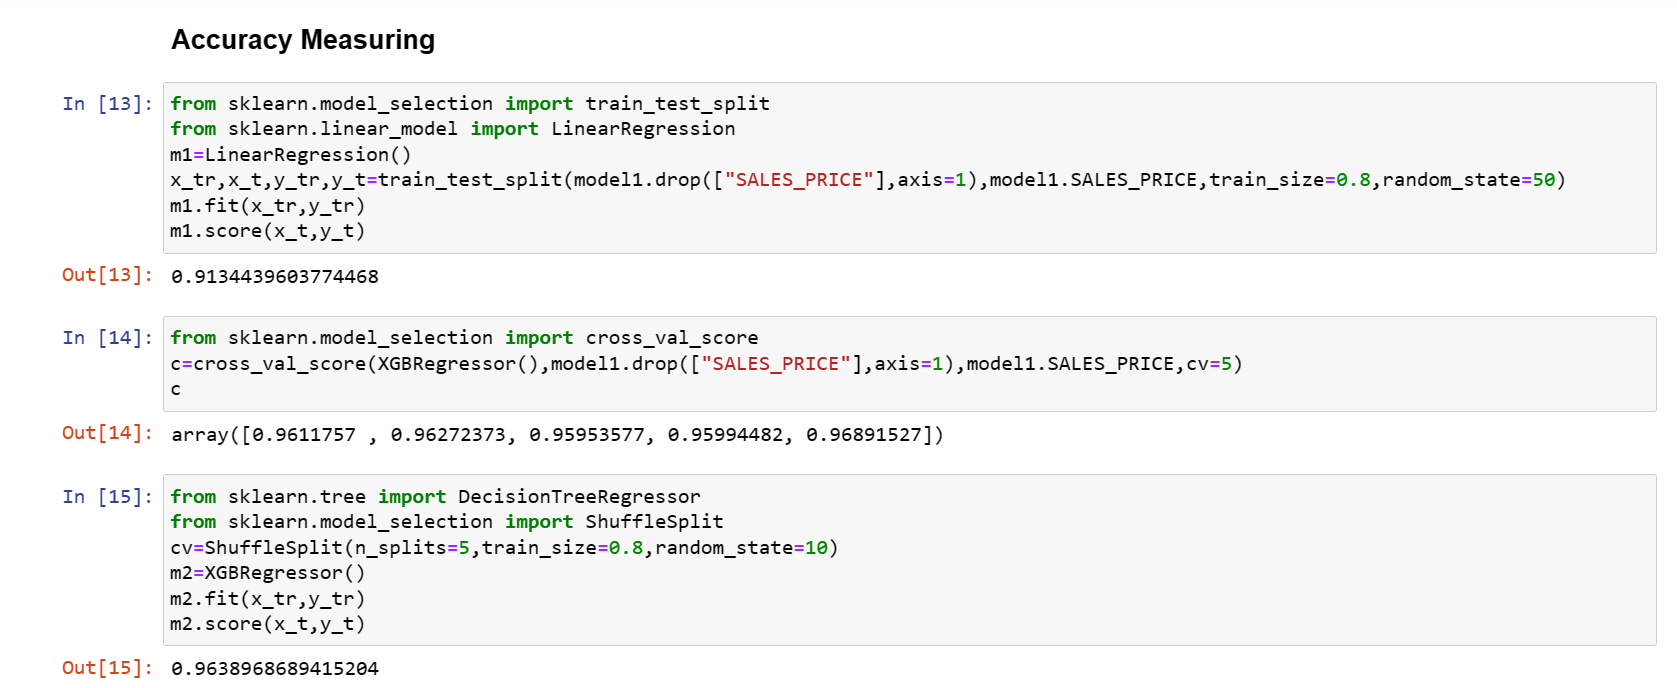 Accuracy Measuring
In [13]:
from sklearn.model_selection import train_test_split
from sklearn.linear_model import LinearRegression
m1=LinearRegression()
x_tr,x_t,y_tr,y_t=train_test_split(model1.drop(["SALES_PRICE"],axis=1),model1.SALES_PRICE,train_size=0.8,random_state=50)
m1.fit(x_tr,y_tr)
m1.score(x_t,y_t)
Out[13]: 0.9134439603774468
In [14]:
from sklearn.model_selection import cross_val_score
c=cross_val_score(XGBRegressor(),model1.drop(["SALES_PRICE"],axis=1),model1.SALES_PRICE,cv=5)
c
Out[14]: array([0.9611757 , 0.96272373, 0.95953577, 0.95994482, 0.96891527])
In [15]:
from sklearn.tree import DecisionTreeRegressor
from sklearn.model_selection import ShuffleSplit
cv=ShuffleSplit(n_splits=5,train_size=0.8,random_state=10)
m2=XGBRegressor()
m2.fit(x_tr,y_tr)
m2.score(x_t,y_t)
Out[15]: 0.9638968689415204